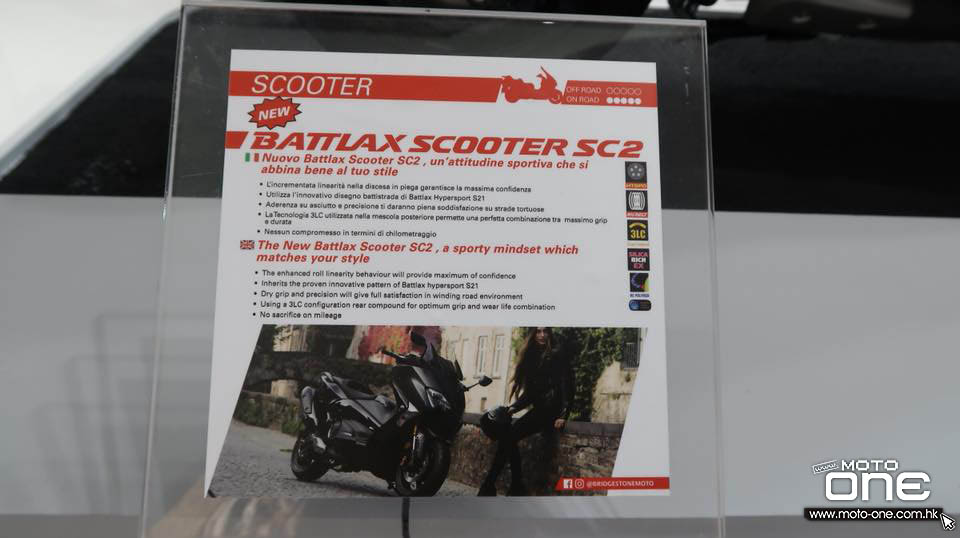 SCOOTER
OFF ROAD
ON ROAD
NEW
BATTLAX SCOOTER SC2
Nuovo Battlax Scooter SC2 , un'attitudine sportiva che si
abbina bene al tuo stile
• L'incrementata linearità nella discesa in piega garantisce la massima confidenza
• Utilizza l'innovativo disegno battistrada di Battlax Hypersport S21
• Aderenza su asciutto e precisione ti daranno piena soddisfazione su strade tortuose
• La Tecnologia 3LC utilizzata nella mescola posteriore permette una perfetta combinazione tra massimo grip
e durata
• Nessun compromesso in termini di chilometraggio
The New Battlax Scooter SC2 , a sporty mindset which
matches your style
• The enhanced roll linearity behaviour will provide maximum of confidence
• Inherits the proven innovative pattern of Battlax hypersport S21
• Dry grip and precision will give full satisfaction in winding road environment
• Using a 3LC configuration rear compound for optimum grip and wear life combination
• No sacrifice on mileage
3LC
SILICA
RICH
EX
@BRIDGESTONEMOTO
www.
MOTO
ONE
www.moto-one.com.hk